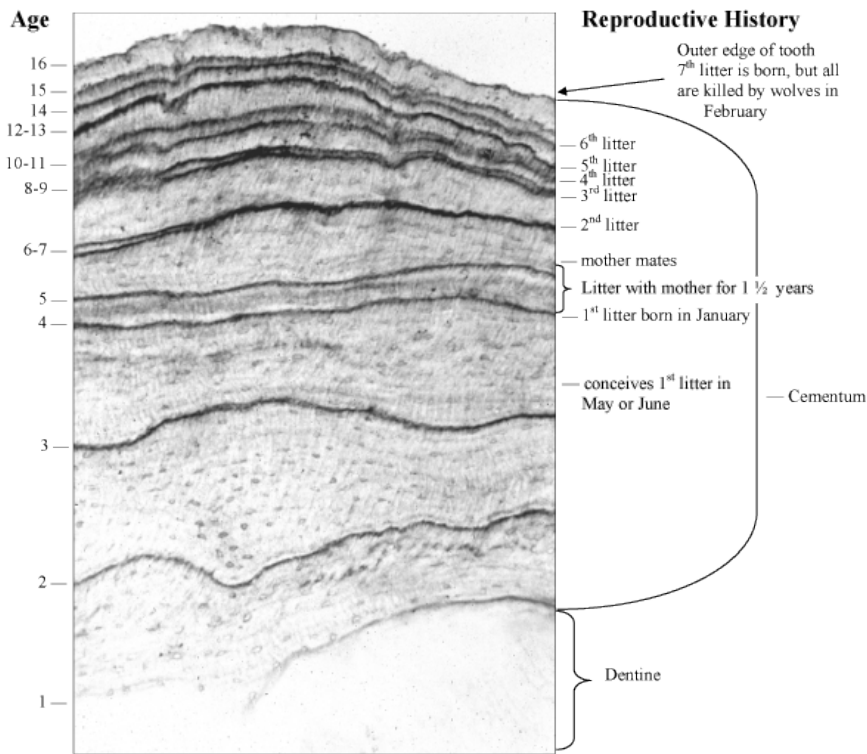 Age
Reproductive History
16
15
14
12-13
10-11
8-9
6-7
5
4
3
2
1
Outer edge of tooth
7th litter is born, but all
are killed by wolves in
February
6th litter
5th litter
4th litter
3rd litter
2nd litter
mother mates
Litter with mother for 1 ½ years
1st litter born in January
conceives 1st litter in
May or June
Cementum
Dentine